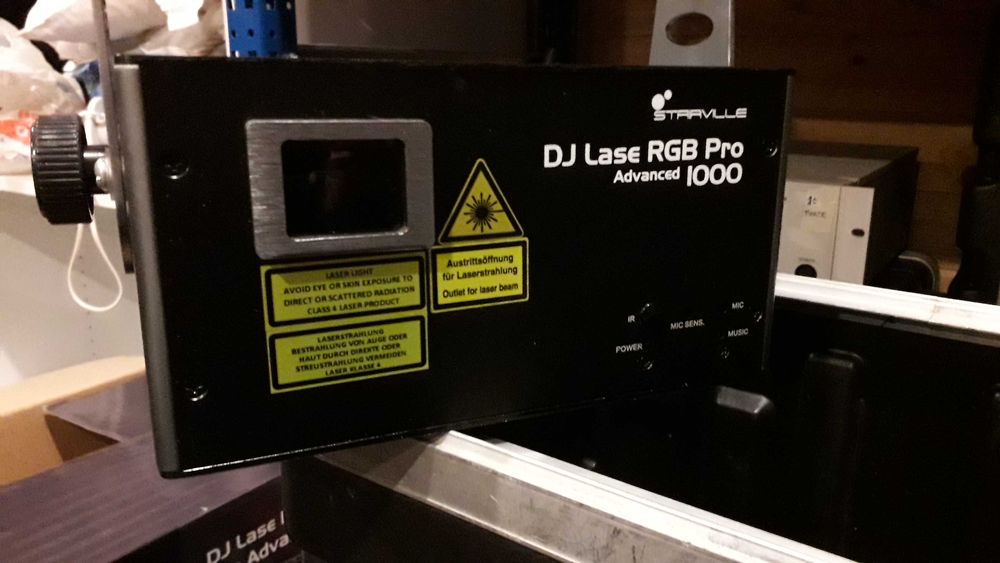 STAIRVILLE
DJ Lase RGB Pro
Advanced 1000
Austrittsöffnung
für Laserstrahlung
Outlet for laser beam
LASER LIGHT
AVOID EYE OR SKIN EXPOSURE TO
DIRECT OR SCATTERED RADIATION
CLASS 4 LASER PRODUCT
LASERSTRAHLUNG
BESTRAHLUNG VON AUGE ODER
HAUT DURCH DIREKTE ODER
STREUSTRAHLUNG VERMEIDEN
LASER KLASSE 4
IR
MIC SENS.
MIC
POWER
MUSIC
DJ Lase
Adva